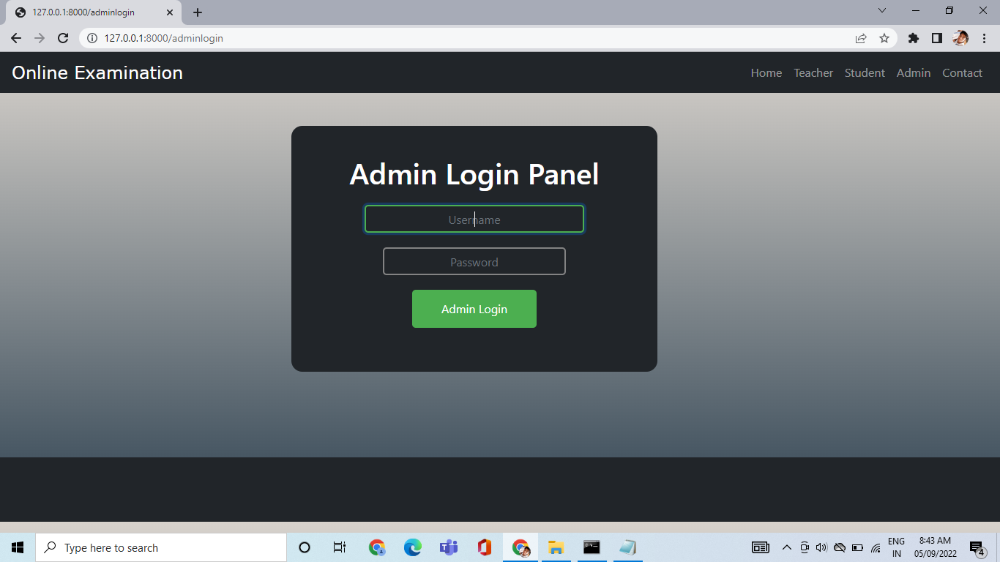 127.0.0.1:8000/adminlogin
127.0.0.1:8000/adminlogin
Online Examination
Home Teacher Student Admin Contact
Admin Login Panel
Username
Password
Admin Login
Type here to search
ENG
IN
8:43 AM
05/09/2022
4